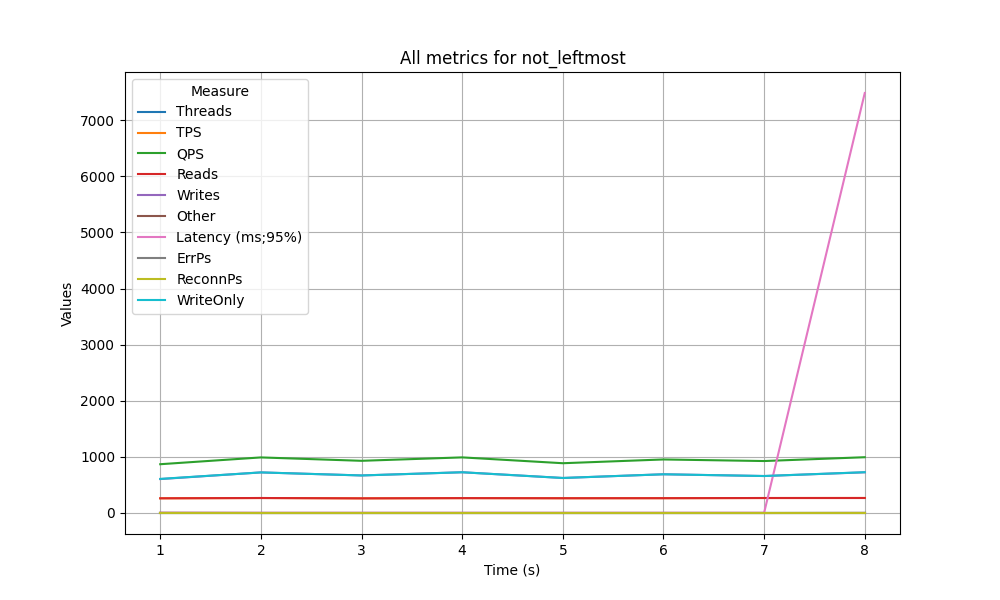 All metrics for not_leftmost
Measure
Threads
TPS
QPS
Reads
Writes
Other
Latency (ms;95%)
ErrPs
ReconnPs
WriteOnly
Values
7000
6000
5000
4000
3000
2000
1000
0
1 2 3 4 5 6 7 8
Time (s)